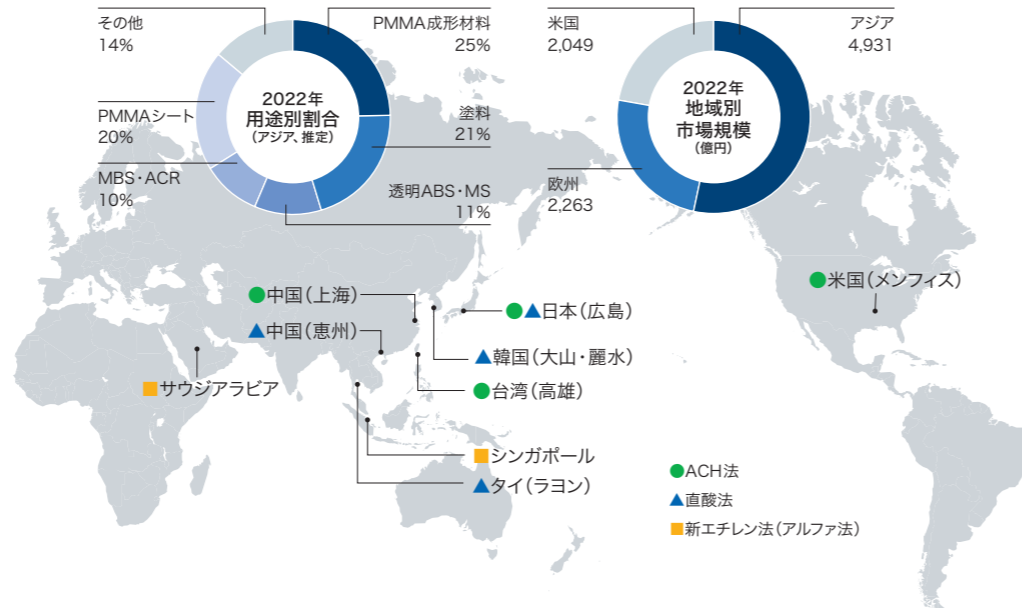 その他
14%
PMMA成形材料
25%
PMMAシート
20%
塗料
21%
MBS・ACR
10%
透明ABS・MS
11%
2022年
用途別割合
(アジア、推定)
米国
2,049
アジア
4,931
欧州
2,263
2022年
地域別
市場規模
(億円)
●中国(上海)
▲中国(恵州)
■サウジアラビア
●▲日本(広島)
▲韓国(大山・麗水)
●台湾(高雄)
■シンガポール
▲タイ(ラヨン)
●米国(メンフィス)
●ACH法
▲直酸法
■新エチレン法(アルファ法)